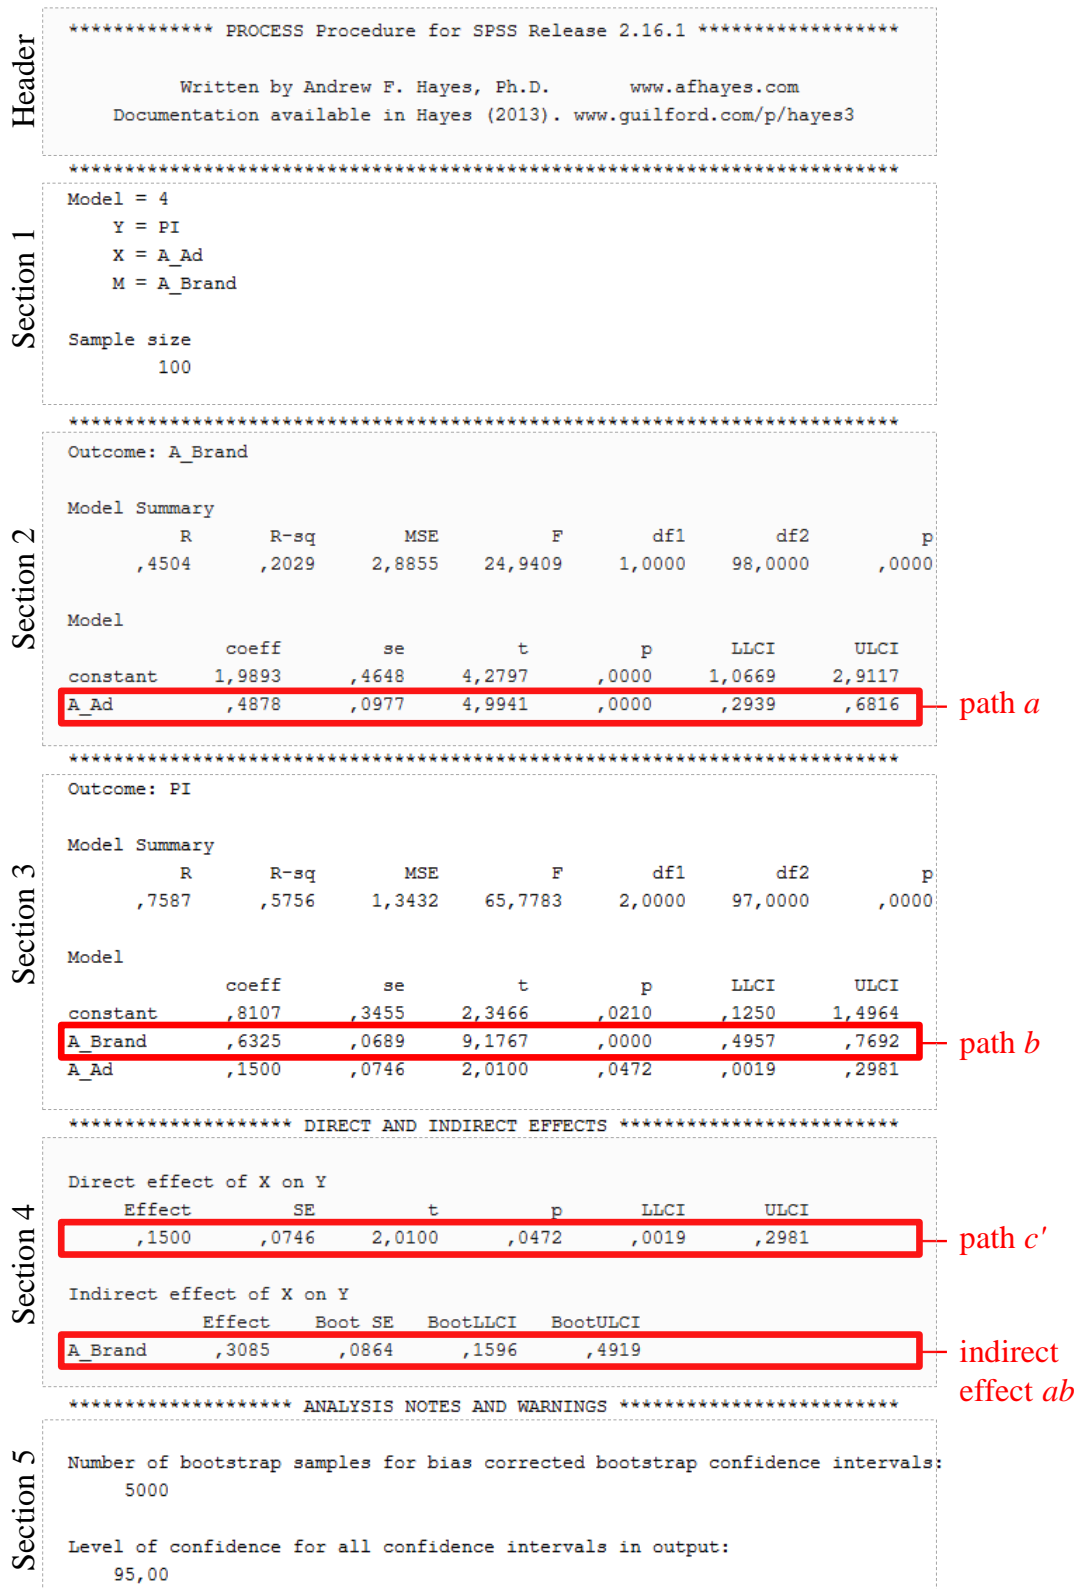 Header
************* PROCESS Procedure for SPSS Release 2.16.1 ******************
Written by Andrew F. Hayes, Ph.D. www.afhayes.com
Documentation available in Hayes (2013). www.guilford.com/p/hayes3
**************************************************************************
Section 1
Model = 4
Y = PI
X = A_Ad
M = A_Brand
Sample size
100
**************************************************************************
Section 2
Outcome: A_Brand
Model Summary
R R-sq MSE F df1 df2 p
,4504 ,2029 2,8855 24,9409 1,0000 98,0000 ,0000
Model
coeff se t p LLCI ULCI
constant 1,9893 ,4648 4,2797 ,0000 1,0669 2,9117
A_Ad ,4878 ,0977 4,9941 ,0000 ,2939 ,6816 path a
**************************************************************************
Section 3
Outcome: PI
Model Summary
R R-sq MSE F df1 df2 p
,7587 ,5756 1,3432 65,7783 2,0000 97,0000 ,0000
Model
coeff se t p LLCI ULCI
constant ,8107 ,3455 2,3466 ,0210 ,1250 1,4964
A_Brand ,6325 ,0689 9,1767 ,0000 ,4957 ,7692 path b
A_Ad ,1500 ,0746 2,0100 ,0472 ,0019 ,2981
******************** DIRECT AND INDIRECT EFFECTS *************************
Section 4
Direct effect of X on Y
Effect SE t p LLCI ULCI
,1500 ,0746 2,0100 ,0472 ,0019 ,2981 path c'
Indirect effect of X on Y
Effect Boot SE BootLLCI BootULCI
A_Brand ,3085 ,0864 ,1596 ,4919 indirect
effect ab
******************** ANALYSIS NOTES AND WARNINGS *************************
Section 5
Number of bootstrap samples for bias corrected bootstrap confidence intervals:
5000
Level of confidence for all confidence intervals in output:
95,00